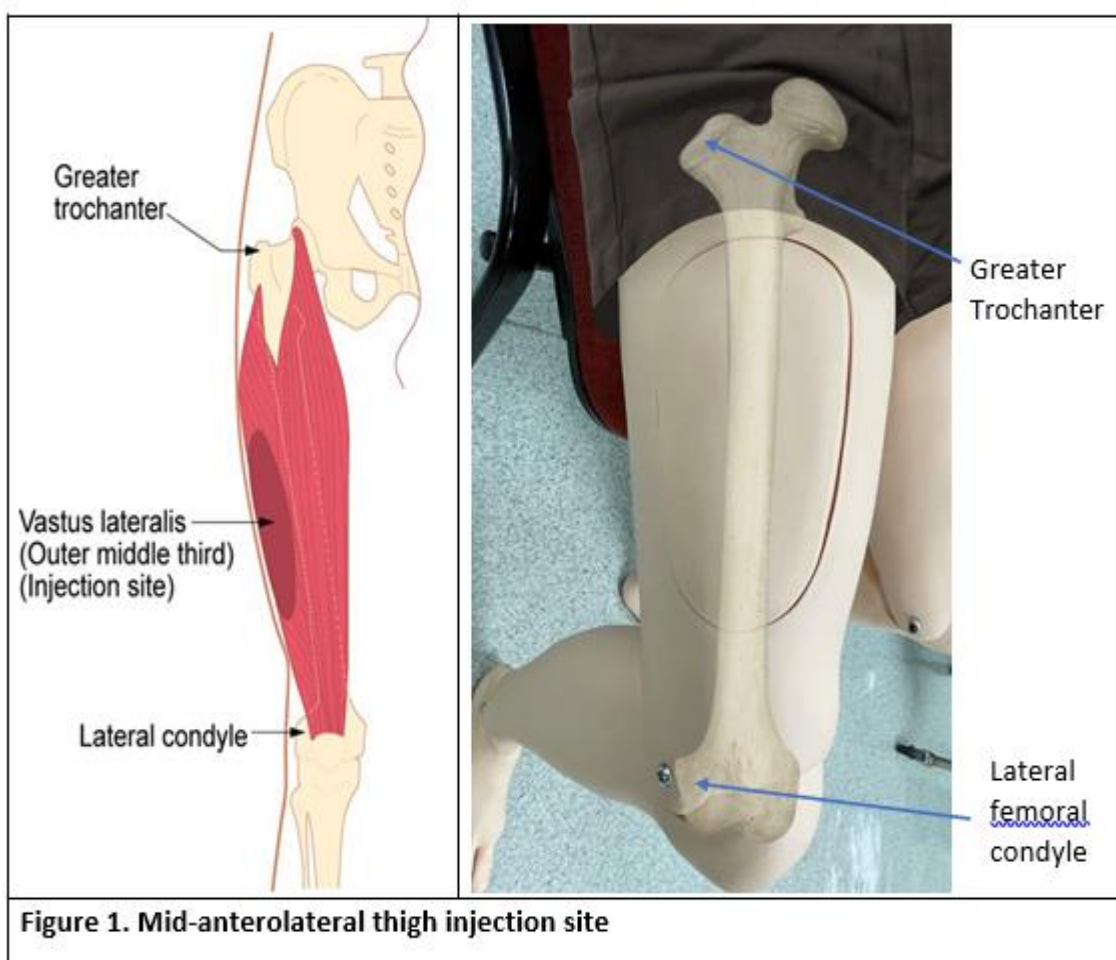 Greater
trochanter
Vastus lateralis
(Outer middle third)
(Injection site)
Lateral condyle
Greater
Trochanter
Lateral
femoral
condyle
Figure 1. Mid-anterolateral thigh injection site